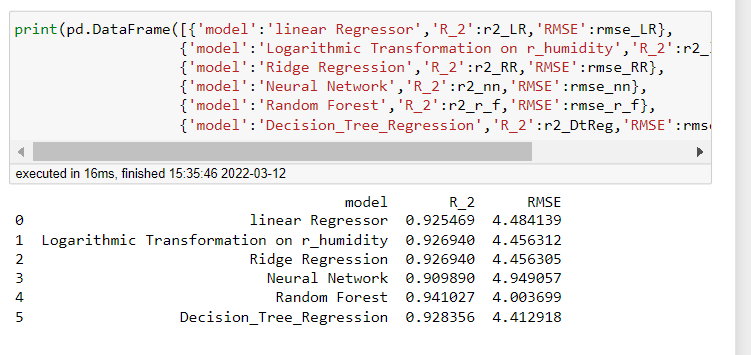 print(pd.DataFrame([{'model':'linear Regressor','R_2':r2_LR,'RMSE':rmse_LR},
{'model':'Logarithmic Transformation on r_humidity','R_2':r2_
{'model':'Ridge Regression','R_2':r2_RR,'RMSE':rmse_RR},
{'model':'Neural Network','R_2':r2_nn,'RMSE':rmse_nn},
{'model':'Random Forest','R_2':r2_r_f,'RMSE':rmse_r_f},
{'model':'Decision_Tree_Regression','R_2':r2_DtReg,'RMSE':rmse
executed in 16ms, finished 15:35:46 2022-03-12
model R_2 RMSE
0 linear Regressor 0.925469 4.484139
1 Logarithmic Transformation on r_humidity 0.926940 4.456312
2 Ridge Regression 0.926940 4.456305
3 Neural Network 0.909890 4.949057
4 Random Forest 0.941027 4.003699
5 Decision_Tree_Regression 0.928356 4.412918